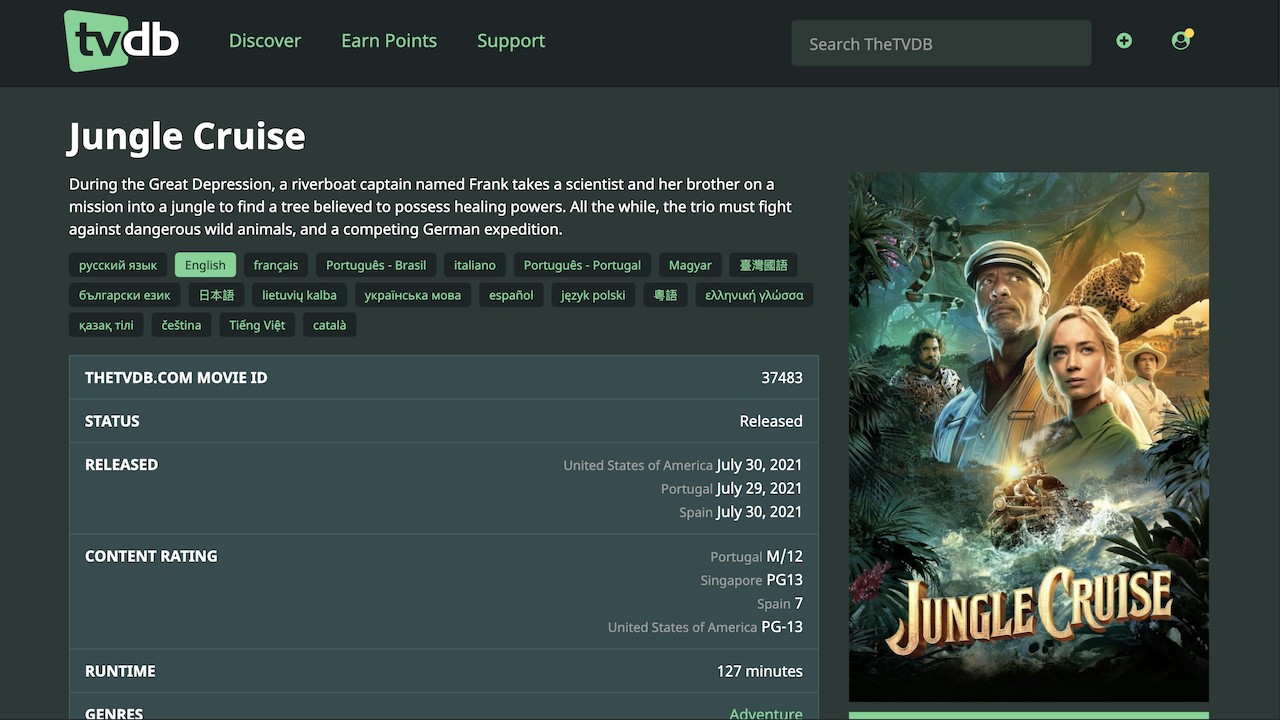 tvdb
Discover
Earn Points
Support
Search TheTVDB
Jungle Cruise
During the Great Depression, a riverboat captain named Frank takes a scientist and her brother on a
mission into a jungle to find a tree believed to possess healing powers. All the while, the trio must fight
against dangerous wild animals, and a competing German expedition.
русский язык English français Português - Brasil italiano Português - Portugal Magyar 臺灣國語
български език 日本語 lietuvių kalba українська мова español język polski 粵語 ελληνική γλώσσα
қазақ тілі čeština Tiếng Việt català
THETVDB.COM MOVIE ID 37483
STATUS Released
RELEASED United States of America July 30, 2021
Portugal July 29, 2021
Spain July 30, 2021
CONTENT RATING Portugal M/12
Singapore PG13
Spain 7
United States of America PG-13
RUNTIME 127 minutes
GENRES Adventure
JUNGLE CRUISE